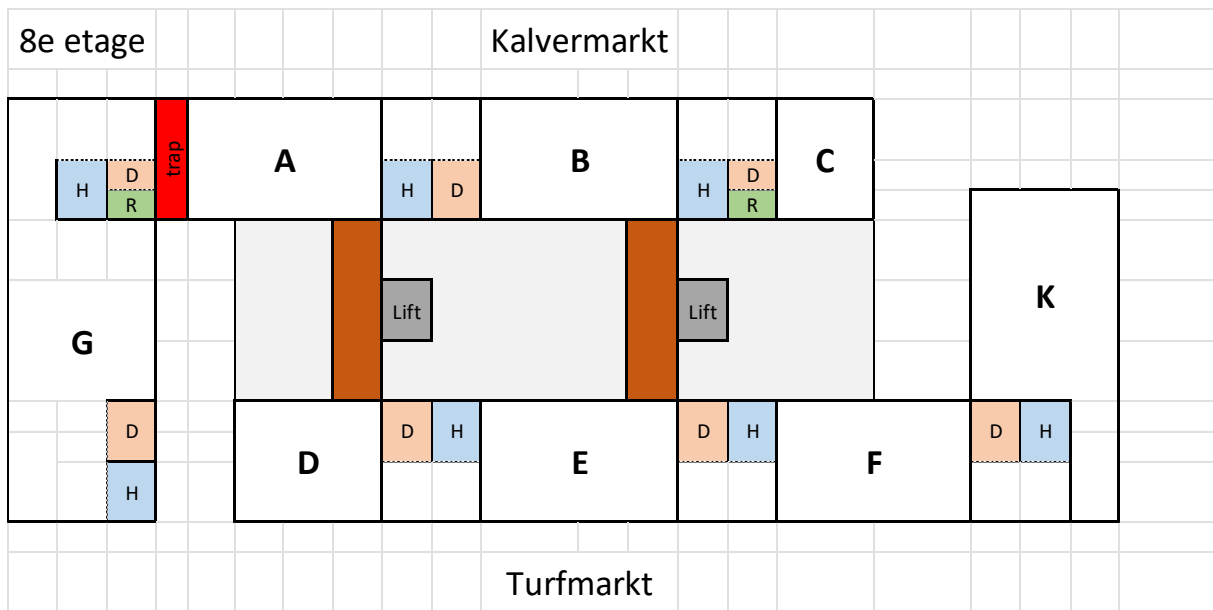 8e etage
Kalvermarkt
trap
A
B
C
H
D
R
H
D
H
D
R
Lift
Lift
K
G
D
H
D
D
H
E
D
H
F
D
H
Turfmarkt